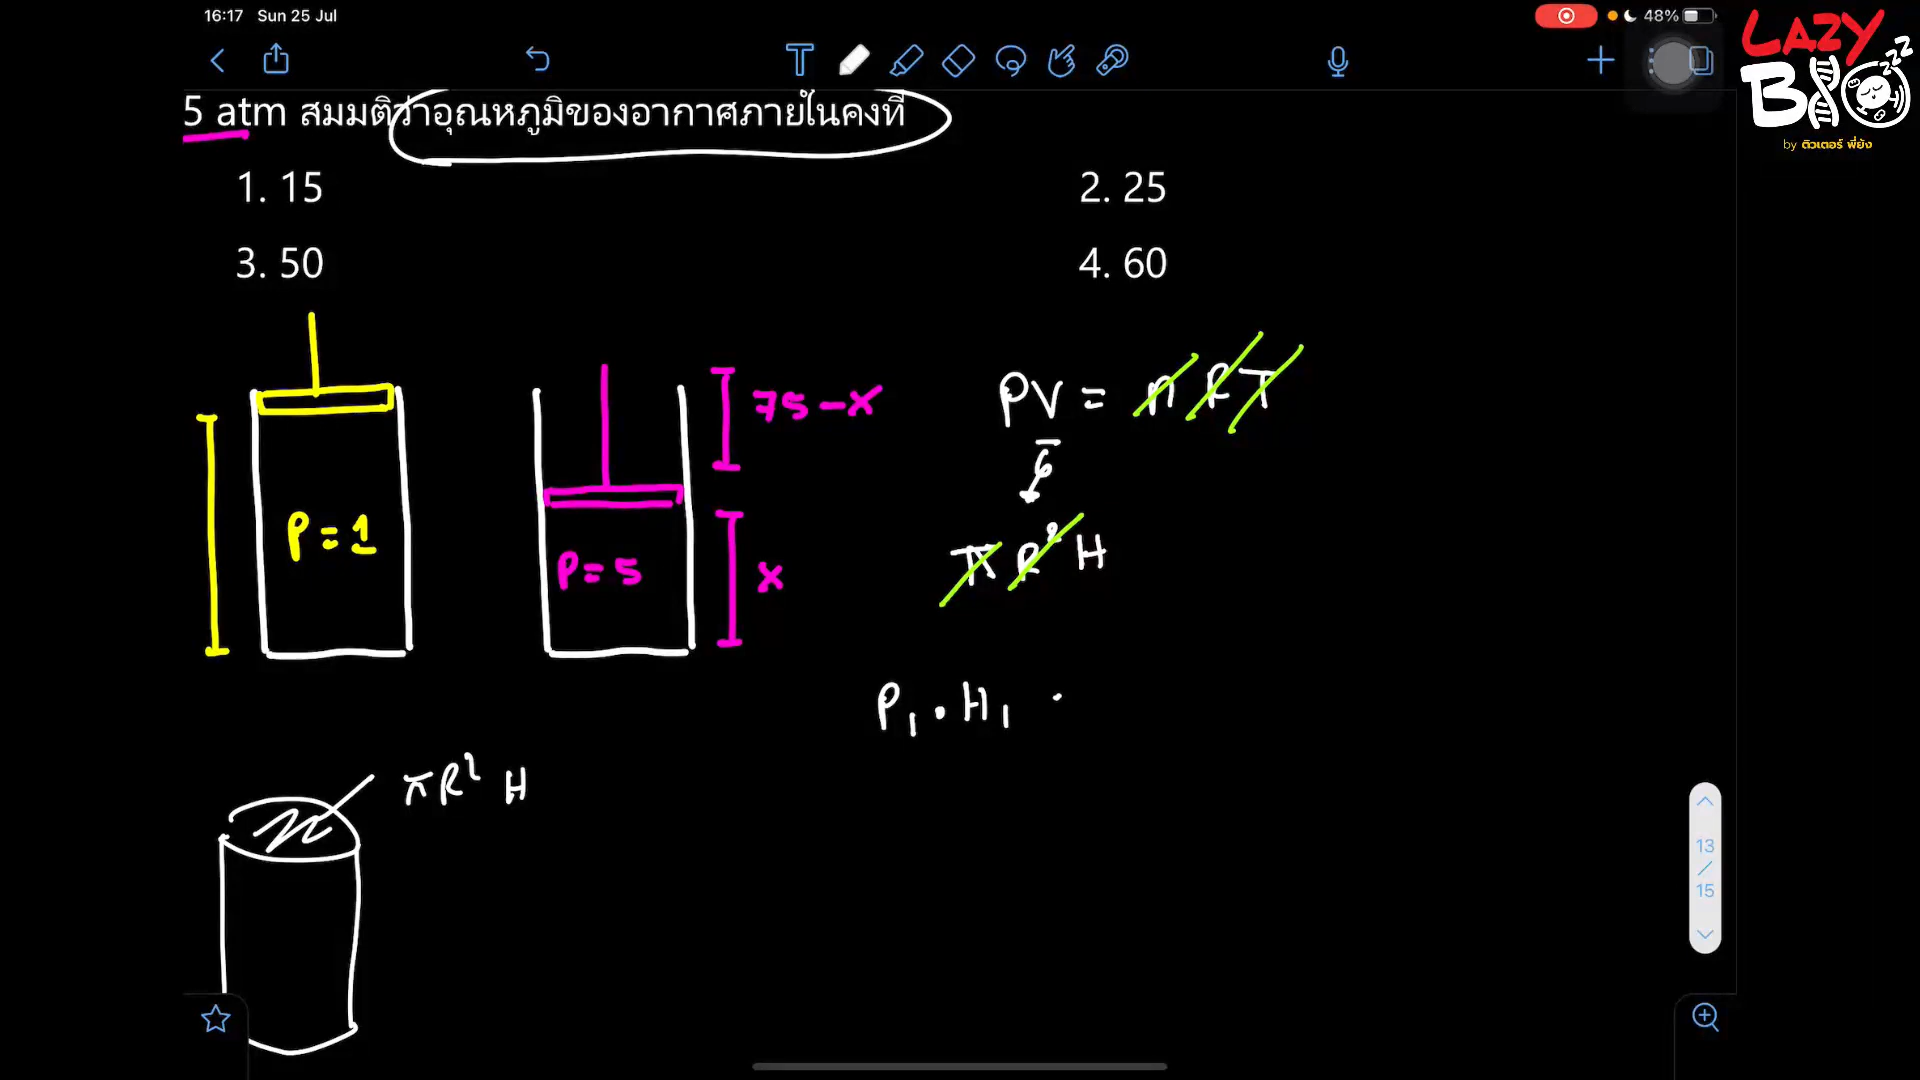 16:17 Sun 25 Jul
48%
LAZY
BIO
zzz
by ติวเตอร์ พี่ยัง
5 atm สมมติว่าอุณหภูมิของอากาศภายในคงที่
1. 15
2. 25
3. 50
4. 60
75 - x
PV = nRT
P = 1
P = 5
x
πR²H
P₁ . H₁
πR² H
13
/
15